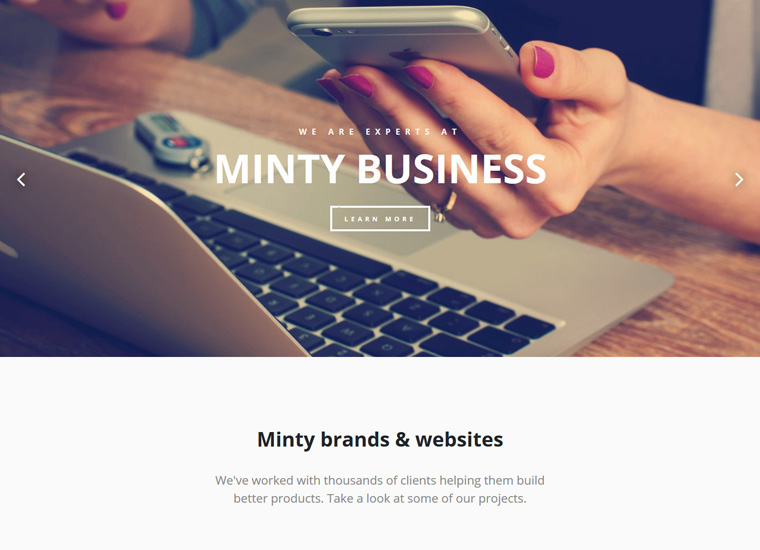 WE ARE EXPERTS AT
MINTY BUSINESS
LEARN MORE
Minty brands & websites
We've worked with thousands of clients helping them build
better products. Take a look at some of our projects.